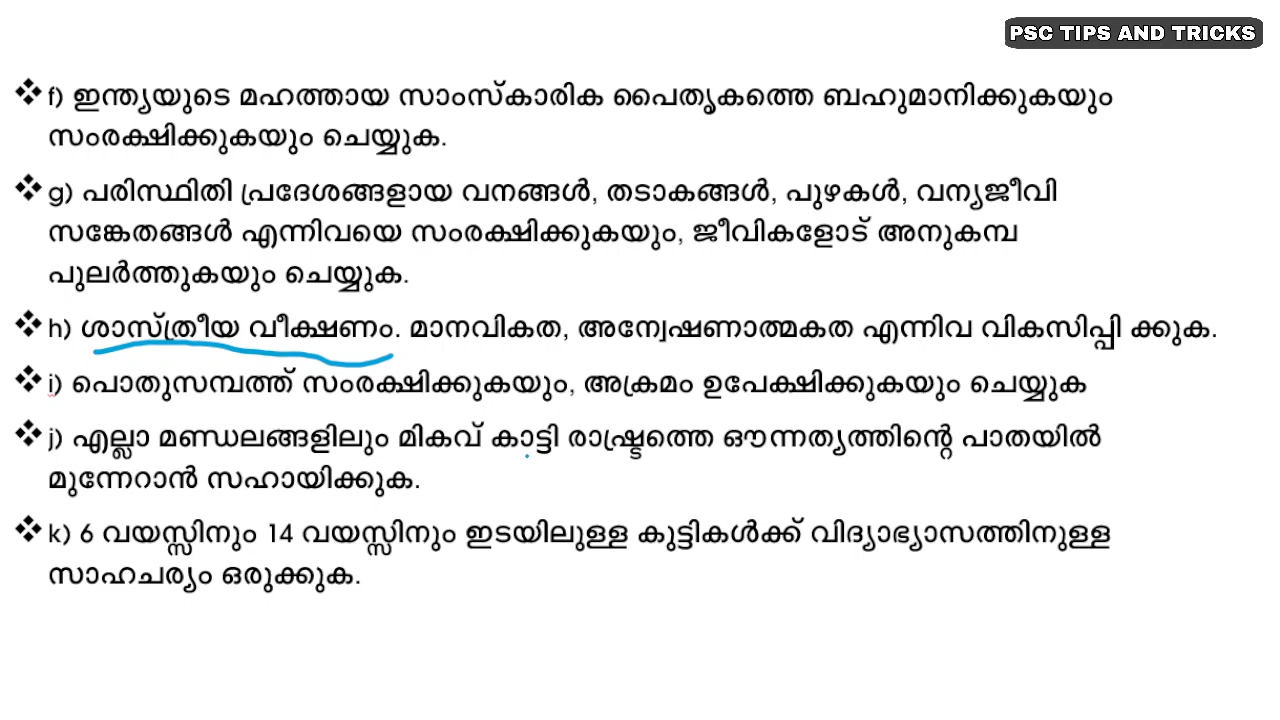 PSC TIPS AND TRICKS
❖ f) ഇന്ത്യയുടെ മഹത്തായ സാംസ്കാരിക പൈതൃകത്തെ ബഹുമാനിക്കുകയും
സംരക്ഷിക്കുകയും ചെയ്യുക.
❖ g) പരിസ്ഥിതി പ്രദേശങ്ങളായ വനങ്ങൾ, തടാകങ്ങൾ, പുഴകൾ, വന്യജീവി
സങ്കേതങ്ങൾ എന്നിവയെ സംരക്ഷിക്കുകയും, ജീവികളോട് അനുകമ്പ
പുലർത്തുകയും ചെയ്യുക.
❖ h) ശാസ്ത്രീയ വീക്ഷണം. മാനവികത, അന്വേഷണാത്മകത എന്നിവ വികസിപ്പി ക്കുക.
❖ i) പൊതുസമ്പത്ത് സംരക്ഷിക്കുകയും, അക്രമം ഉപേക്ഷിക്കുകയും ചെയ്യുക
❖ j) എല്ലാ മണ്ഡലങ്ങളിലും മികവ് കാട്ടി രാഷ്ട്രത്തെ ഔന്നത്യത്തിന്റെ പാതയിൽ
മുന്നേറാൻ സഹായിക്കുക.
❖ k) 6 വയസ്സിനും 14 വയസ്സിനും ഇടയിലുള്ള കുട്ടികൾക്ക് വിദ്യാഭ്യാസത്തിനുള്ള
സാഹചര്യം ഒരുക്കുക.